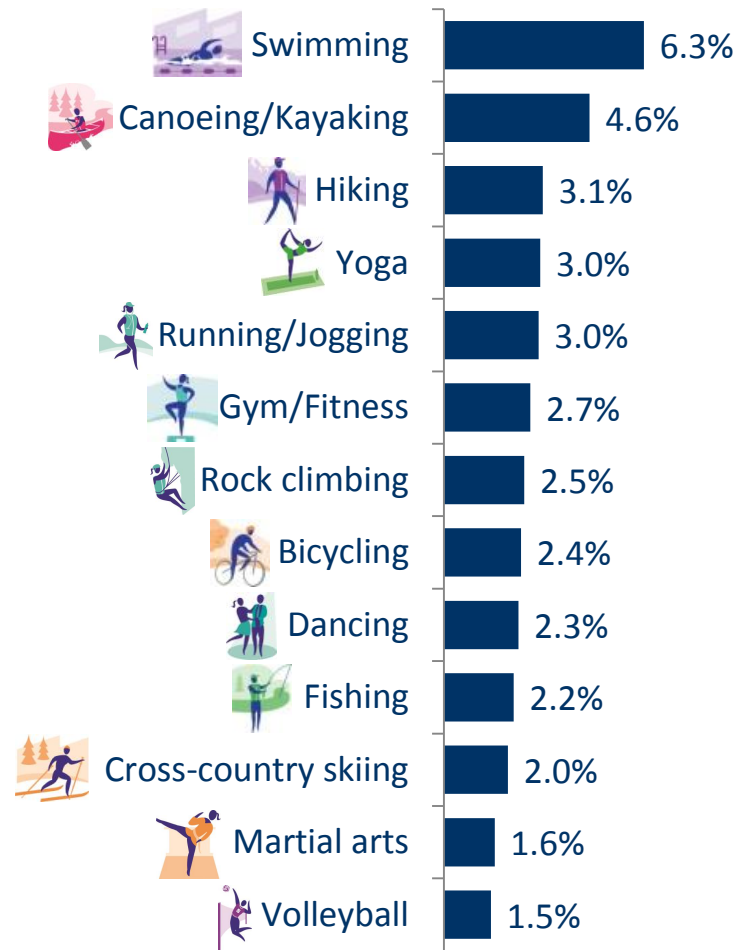 Swimming 6.3%
Canoeing/Kayaking 4.6%
Hiking 3.1%
Yoga 3.0%
Running/Jogging 3.0%
Gym/Fitness 2.7%
Rock climbing 2.5%
Bicycling 2.4%
Dancing 2.3%
Fishing 2.2%
Cross-country skiing 2.0%
Martial arts 1.6%
Volleyball 1.5%